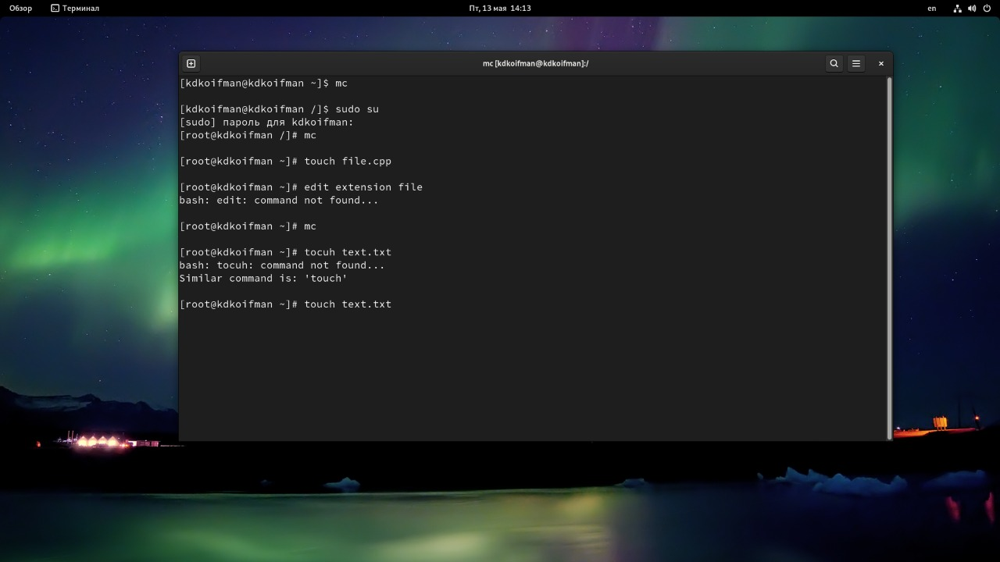 Обзор Терминал Пт, 13 мая 14:13 en
mc [kdkoifman@kdkoifman]:/
[kdkoifman@kdkoifman ~]$ mc
[kdkoifman@kdkoifman /]$ sudo su
[sudo] пароль для kdkoifman:
[root@kdkoifman /]# mc
[root@kdkoifman ~]# touch file.cpp
[root@kdkoifman ~]# edit extension file
bash: edit: command not found...
[root@kdkoifman ~]# mc
[root@kdkoifman ~]# tocuh text.txt
bash: tocuh: command not found...
Similar command is: 'touch'
[root@kdkoifman ~]# touch text.txt